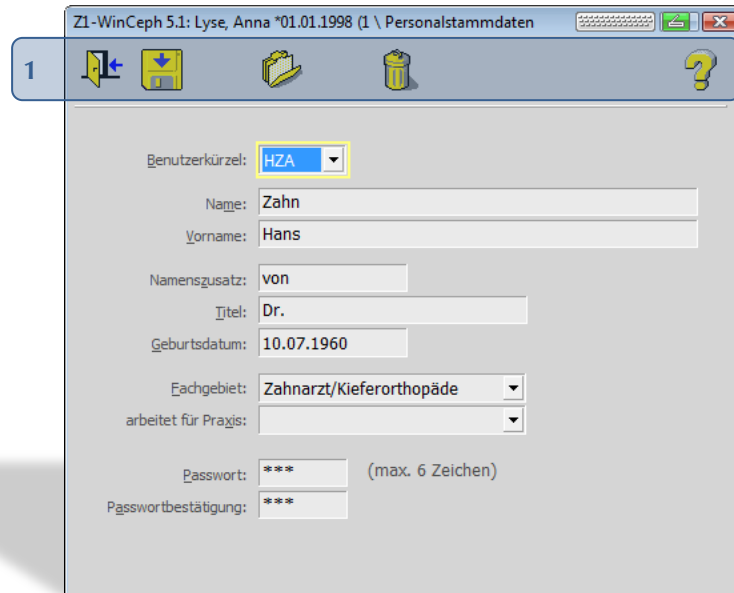 Z1-WinCeph 5.1: Lyse, Anna *01.01.1998 (1 \ Personalstammdaten
1
Benutzerkürzel: HZA
Name: Zahn
Vorname: Hans
Namenszusatz: von
Titel: Dr.
Geburtsdatum: 10.07.1960
Fachgebiet: Zahnarzt/Kieferorthopäde
arbeitet für Praxis:
Passwort: *** (max. 6 Zeichen)
Passwortbestätigung: ***